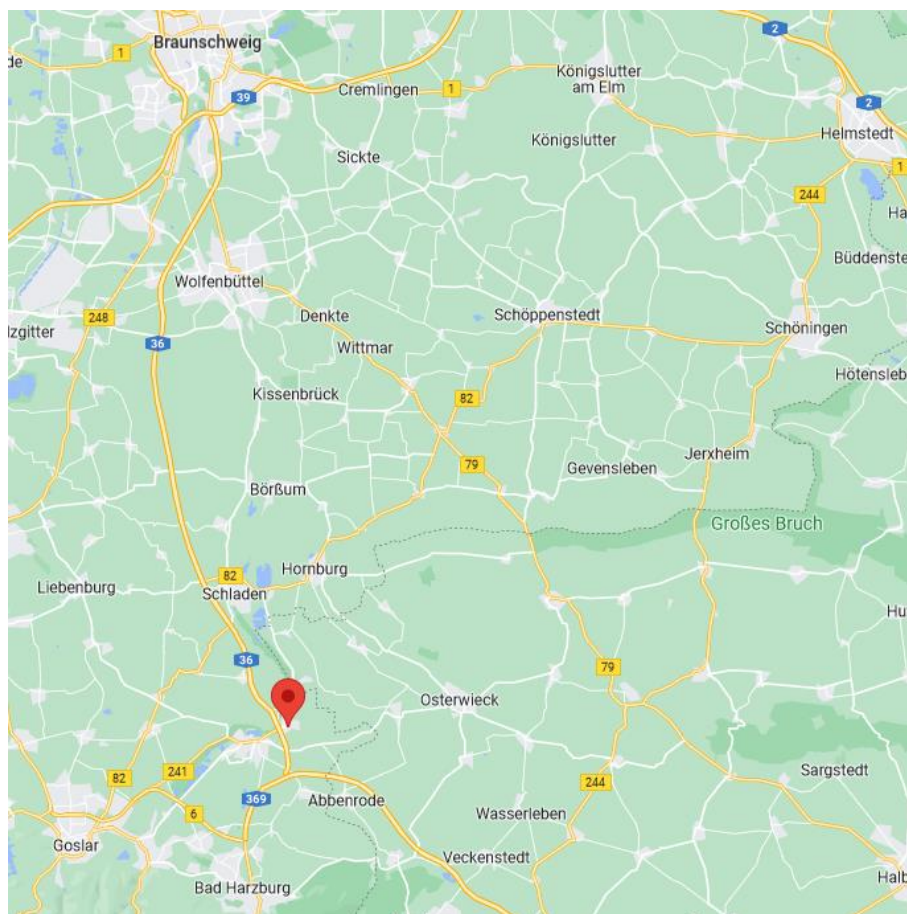 2
Braunschweig
1
de
Königslutter
am Elm
39
Cremlingen
1
2
Helmstedt
Königslutter
Sickte
1
244
Ha
Büddenste
Wolfenbüttel
248
Denkte
Schöppenstedt
Schöningen
lzgitter
36
Wittmar
Hötensleb
Kissenbrück
82
Jerxheim
79
Gevensleben
Börßum
Großes Bruch
Hornburg
82
Liebenburg
Schladen
Hu
36
79
Osterwieck
82
241
Sargstedt
244
369
Abbenrode
6
Wasserleben
Goslar
Veckenstedt
Halb
Bad Harzburg